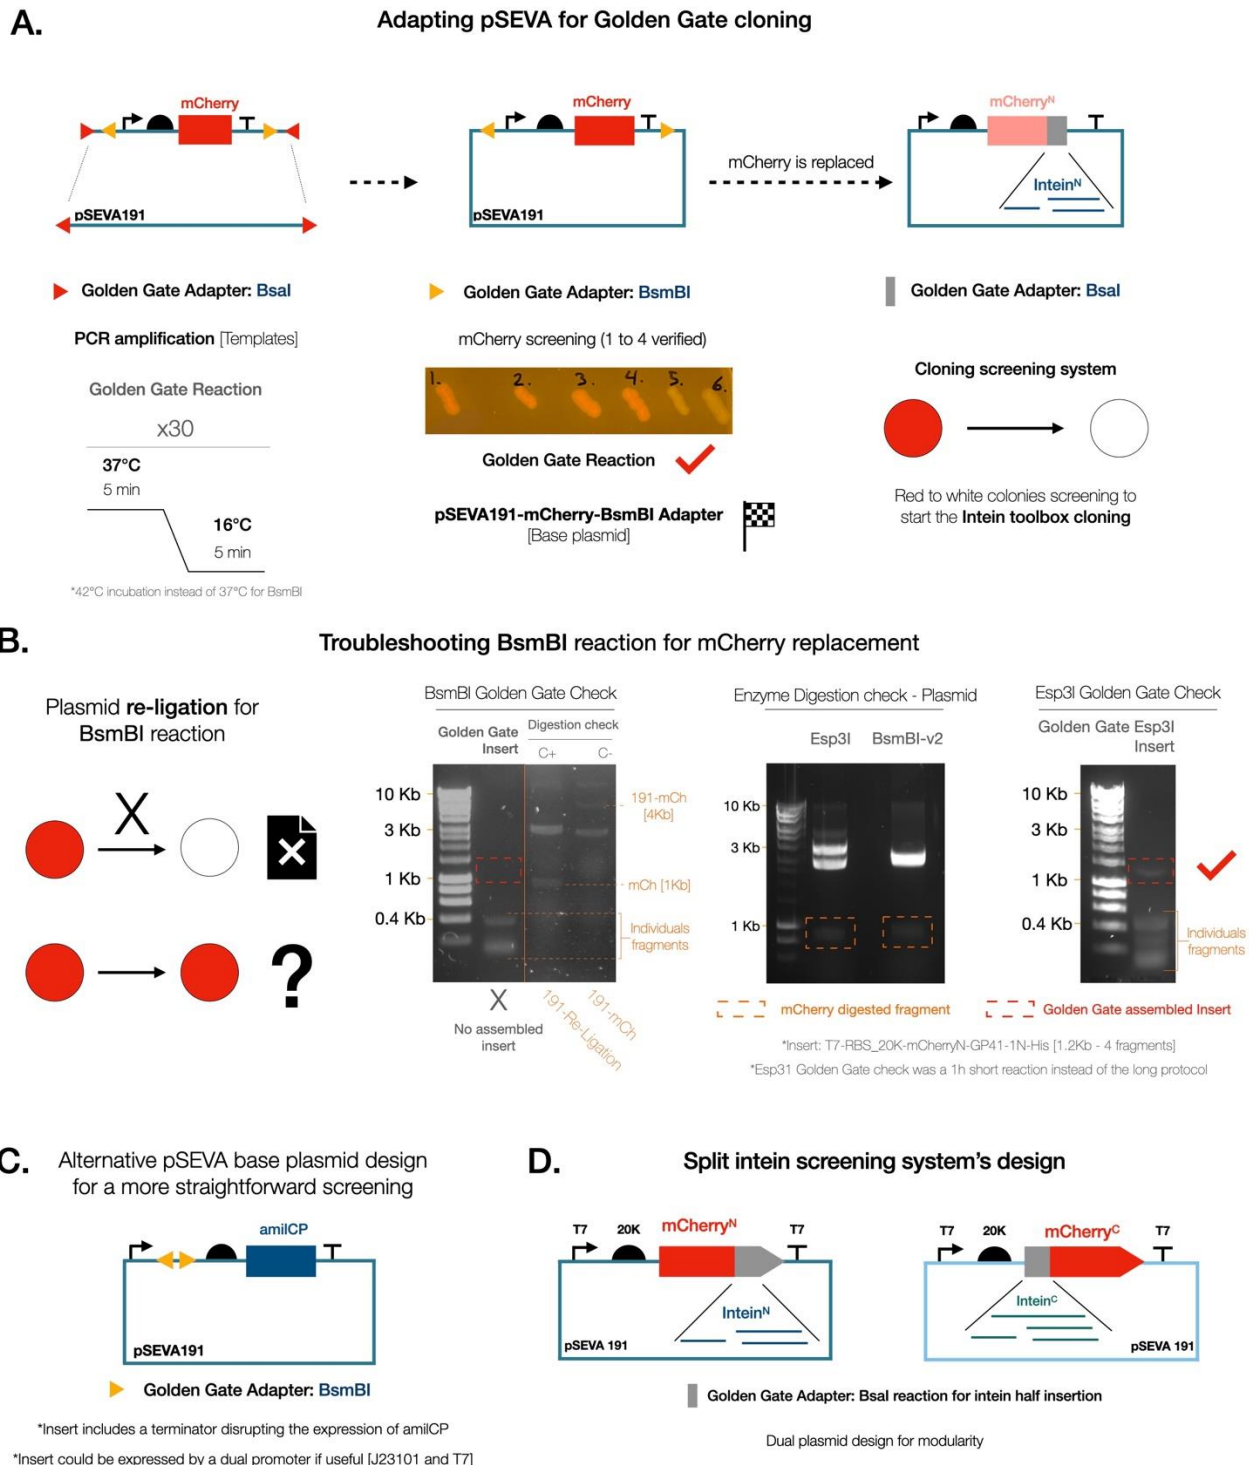 A.
Adapting pSEVA for Golden Gate cloning
mCherry
pSEVA191
mCherry
pSEVA191
mCherry is replaced
mCherryᴺ
Inteinᴺ
Golden Gate Adapter: BsaI
Golden Gate Adapter: BsmBI
Golden Gate Adapter: BsaI
PCR amplification [Templates]
Golden Gate Reaction
x30
37°C
5 min
16°C
5 min
*42°C incubation instead of 37°C for BsmBI
mCherry screening (1 to 4 verified)
1. 2. 3. 4. 5. 6.
Golden Gate Reaction
pSEVA191-mCherry-BsmBI Adapter
[Base plasmid]
Cloning screening system
Red to white colonies screening to
start the Intein toolbox cloning
B.
Troubleshooting BsmBI reaction for mCherry replacement
Plasmid re-ligation for
BsmBI reaction
X
?
BsmBI Golden Gate Check
Golden Gate
Insert
Digestion check
C+
C-
10 Kb
3 Kb
1 Kb
0.4 Kb
191-mCh
[4Kb]
mCh [1Kb]
Individuals
fragments
X
No assembled
insert
191-Re-Ligation
191-mCh
Enzyme Digestion check - Plasmid
Esp3I
BsmBI-v2
10 Kb
3 Kb
1 Kb
mCherry digested fragment
Esp3I Golden Gate Check
Golden Gate Esp3I
Insert
10 Kb
3 Kb
1 Kb
0.4 Kb
Individuals
fragments
Golden Gate assembled Insert
*Insert: T7-RBS_20K-mCherryN-GP41-1N-His [1.2Kb - 4 fragments]
*Esp31 Golden Gate check was a 1h short reaction instead of the long protocol
C.
Alternative pSEVA base plasmid design
for a more straightforward screening
amilCP
pSEVA191
Golden Gate Adapter: BsmBI
*Insert includes a terminator disrupting the expression of amilCP
*Insert could be expressed by a dual promoter if useful [J23101 and T7]
D.
Split intein screening system's design
T7
20K
mCherryᴺ
T7
Inteinᴺ
pSEVA 191
T7
20K
mCherryᶜ
T7
Inteinᶜ
pSEVA 191
Golden Gate Adapter: BsaI reaction for intein half insertion
Dual plasmid design for modularity